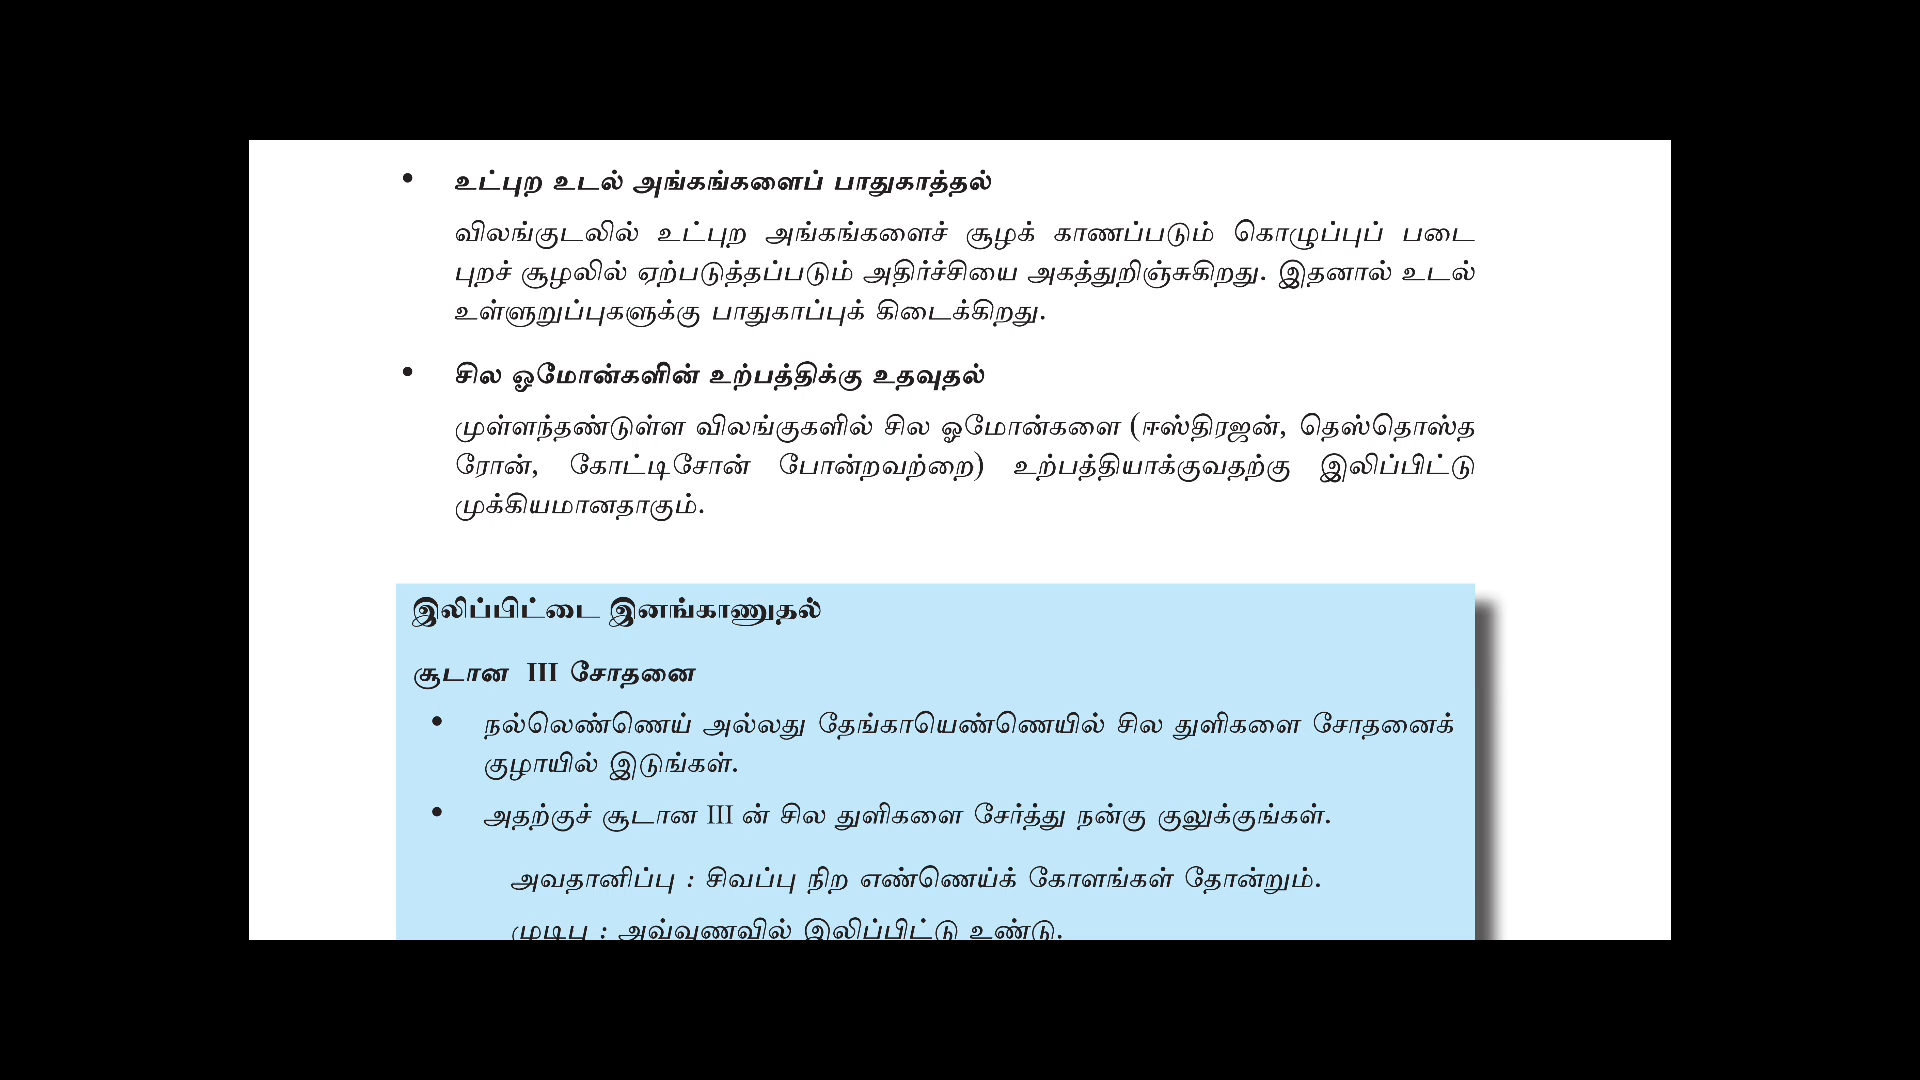 • உட்புற உடல் அங்கங்களைப் பாதுகாத்தல்
விலங்குடலில் உட்புற அங்கங்களைச் சூழக் காணப்படும் கொழுப்புப் படை
புறச் சூழலில் ஏற்படுத்தப்படும் அதிர்ச்சியை அகத்துறிஞ்சுகிறது. இதனால் உடல்
உள்ளுறுப்புகளுக்கு பாதுகாப்புக் கிடைக்கிறது.
• சில ஓமோன்களின் உற்பத்திக்கு உதவுதல்
முள்ளந்தண்டுள்ள விலங்குகளில் சில ஓமோன்களை (ஈஸ்திரஜன், தெஸ்தொஸ்த
ரோன், கோட்டிசோன் போன்றவற்றை) உற்பத்தியாக்குவதற்கு இலிப்பிட்டு
முக்கியமானதாகும்.
இலிப்பிட்டை இனங்காணுதல்
சூடான III சோதனை
• நல்லெண்ணெய் அல்லது தேங்காயெண்ணெயில் சில துளிகளை சோதனைக்
குழாயில் இடுங்கள்.
• அதற்குச் சூடான III ன் சில துளிகளை சேர்த்து நன்கு குலுக்குங்கள்.
அவதானிப்பு : சிவப்பு நிற எண்ணெய்க் கோளங்கள் தோன்றும்.
முடிபு : அவ்வுணவில் இலிப்பிட்டு உண்டு.